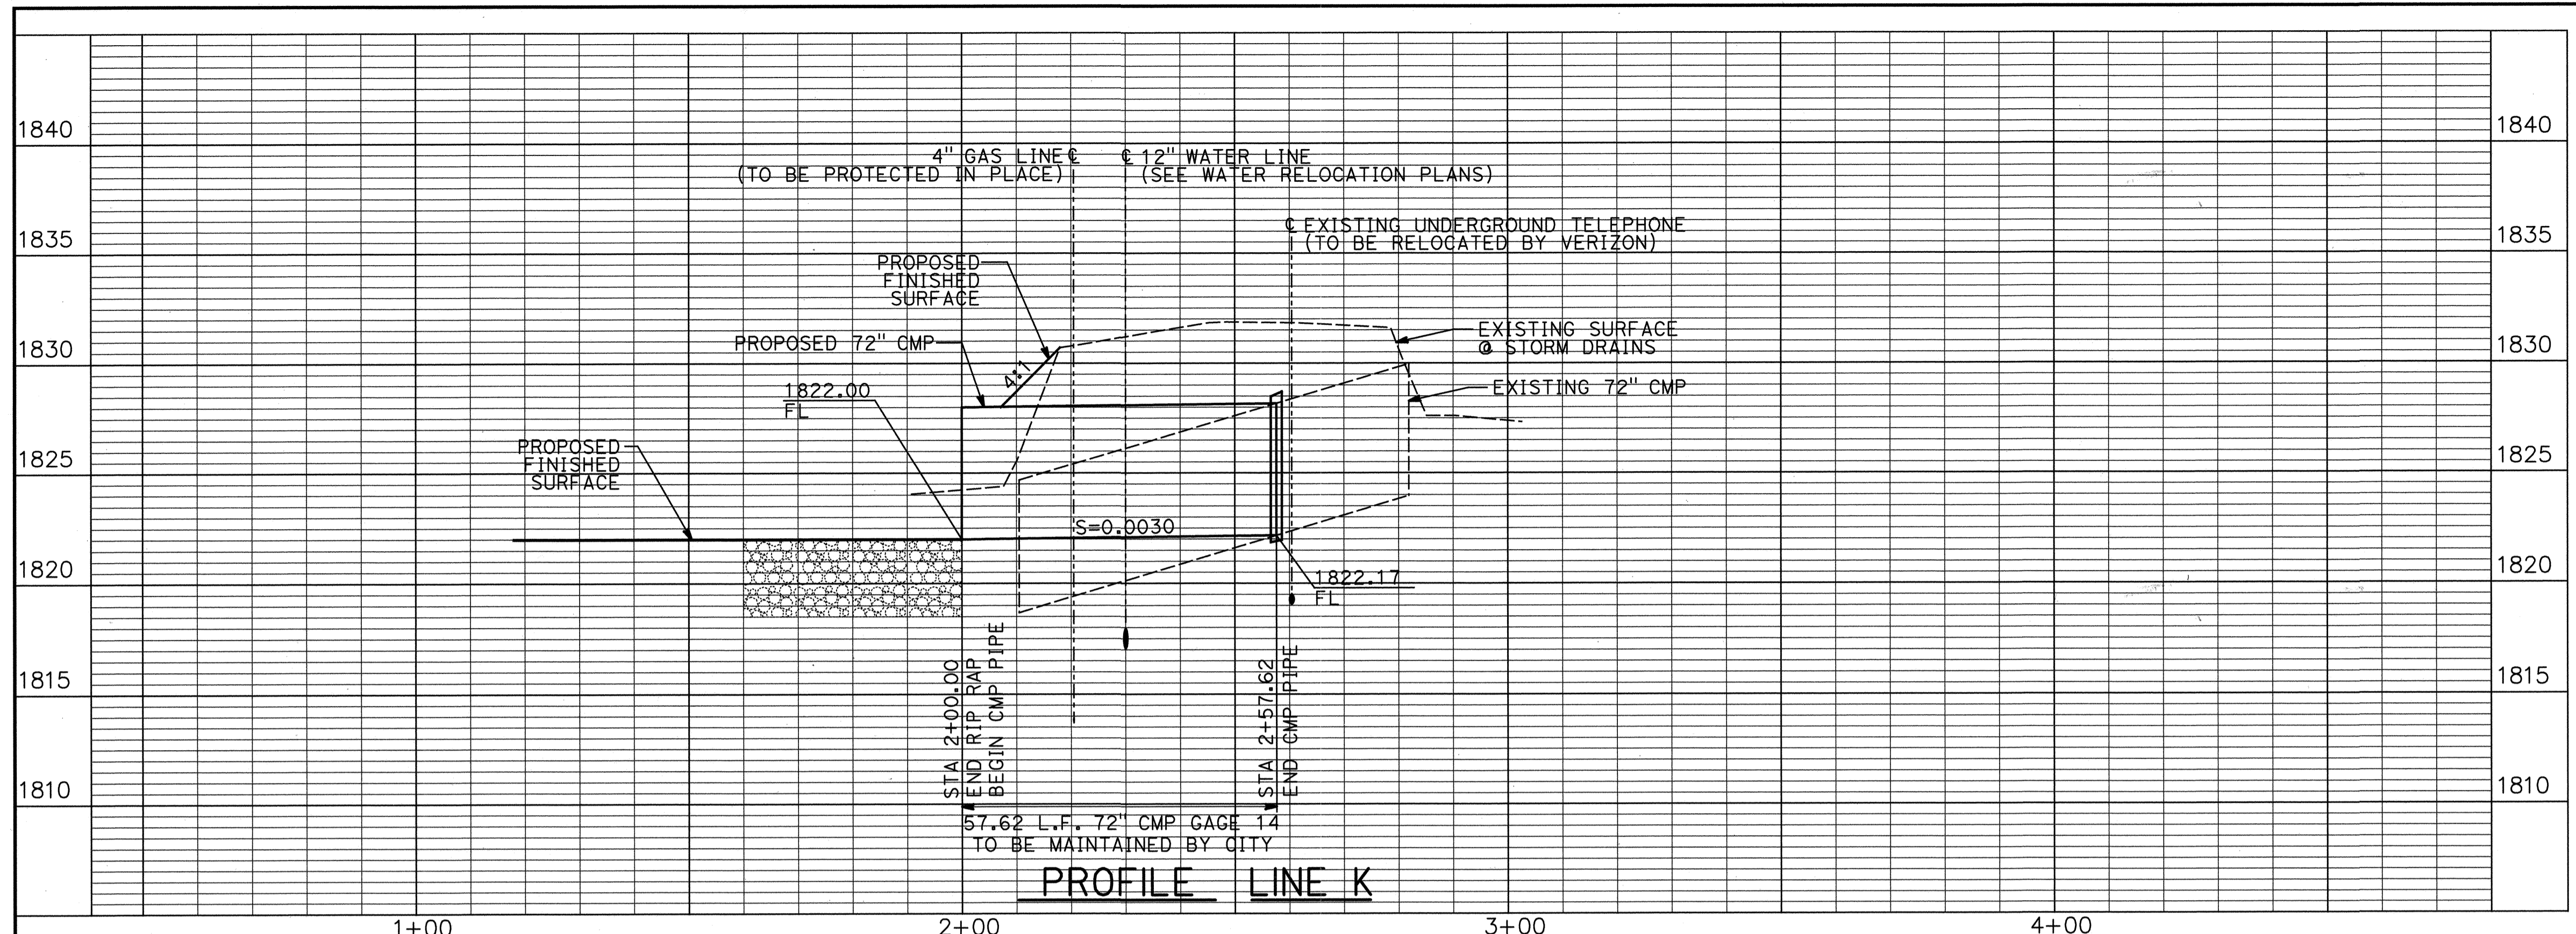 1840
1835
1830
1825
1820
1815
1810
1840
1835
1830
1825
1820
1815
1810
4" GAS LINE ℄
(TO BE PROTECTED IN PLACE)
℄ 12" WATER LINE
(SEE WATER RELOCATION PLANS)
℄ EXISTING UNDERGROUND TELEPHONE
(TO BE RELOCATED BY VERIZON)
PROPOSED
FINISHED
SURFACE
PROPOSED 72" CMP
4:1
EXISTING SURFACE
@ STORM DRAINS
EXISTING 72" CMP
1822.00
FL
PROPOSED
FINISHED
SURFACE
S=0.0030
1822.17
FL
STA 2+00.00
END RIP RAP
BEGIN CMP PIPE
STA 2+57.62
END CMP PIPE
57.62 L.F. 72" CMP GAGE 14
TO BE MAINTAINED BY CITY
PROFILE LINE K
1+00
2+00
3+00
4+00